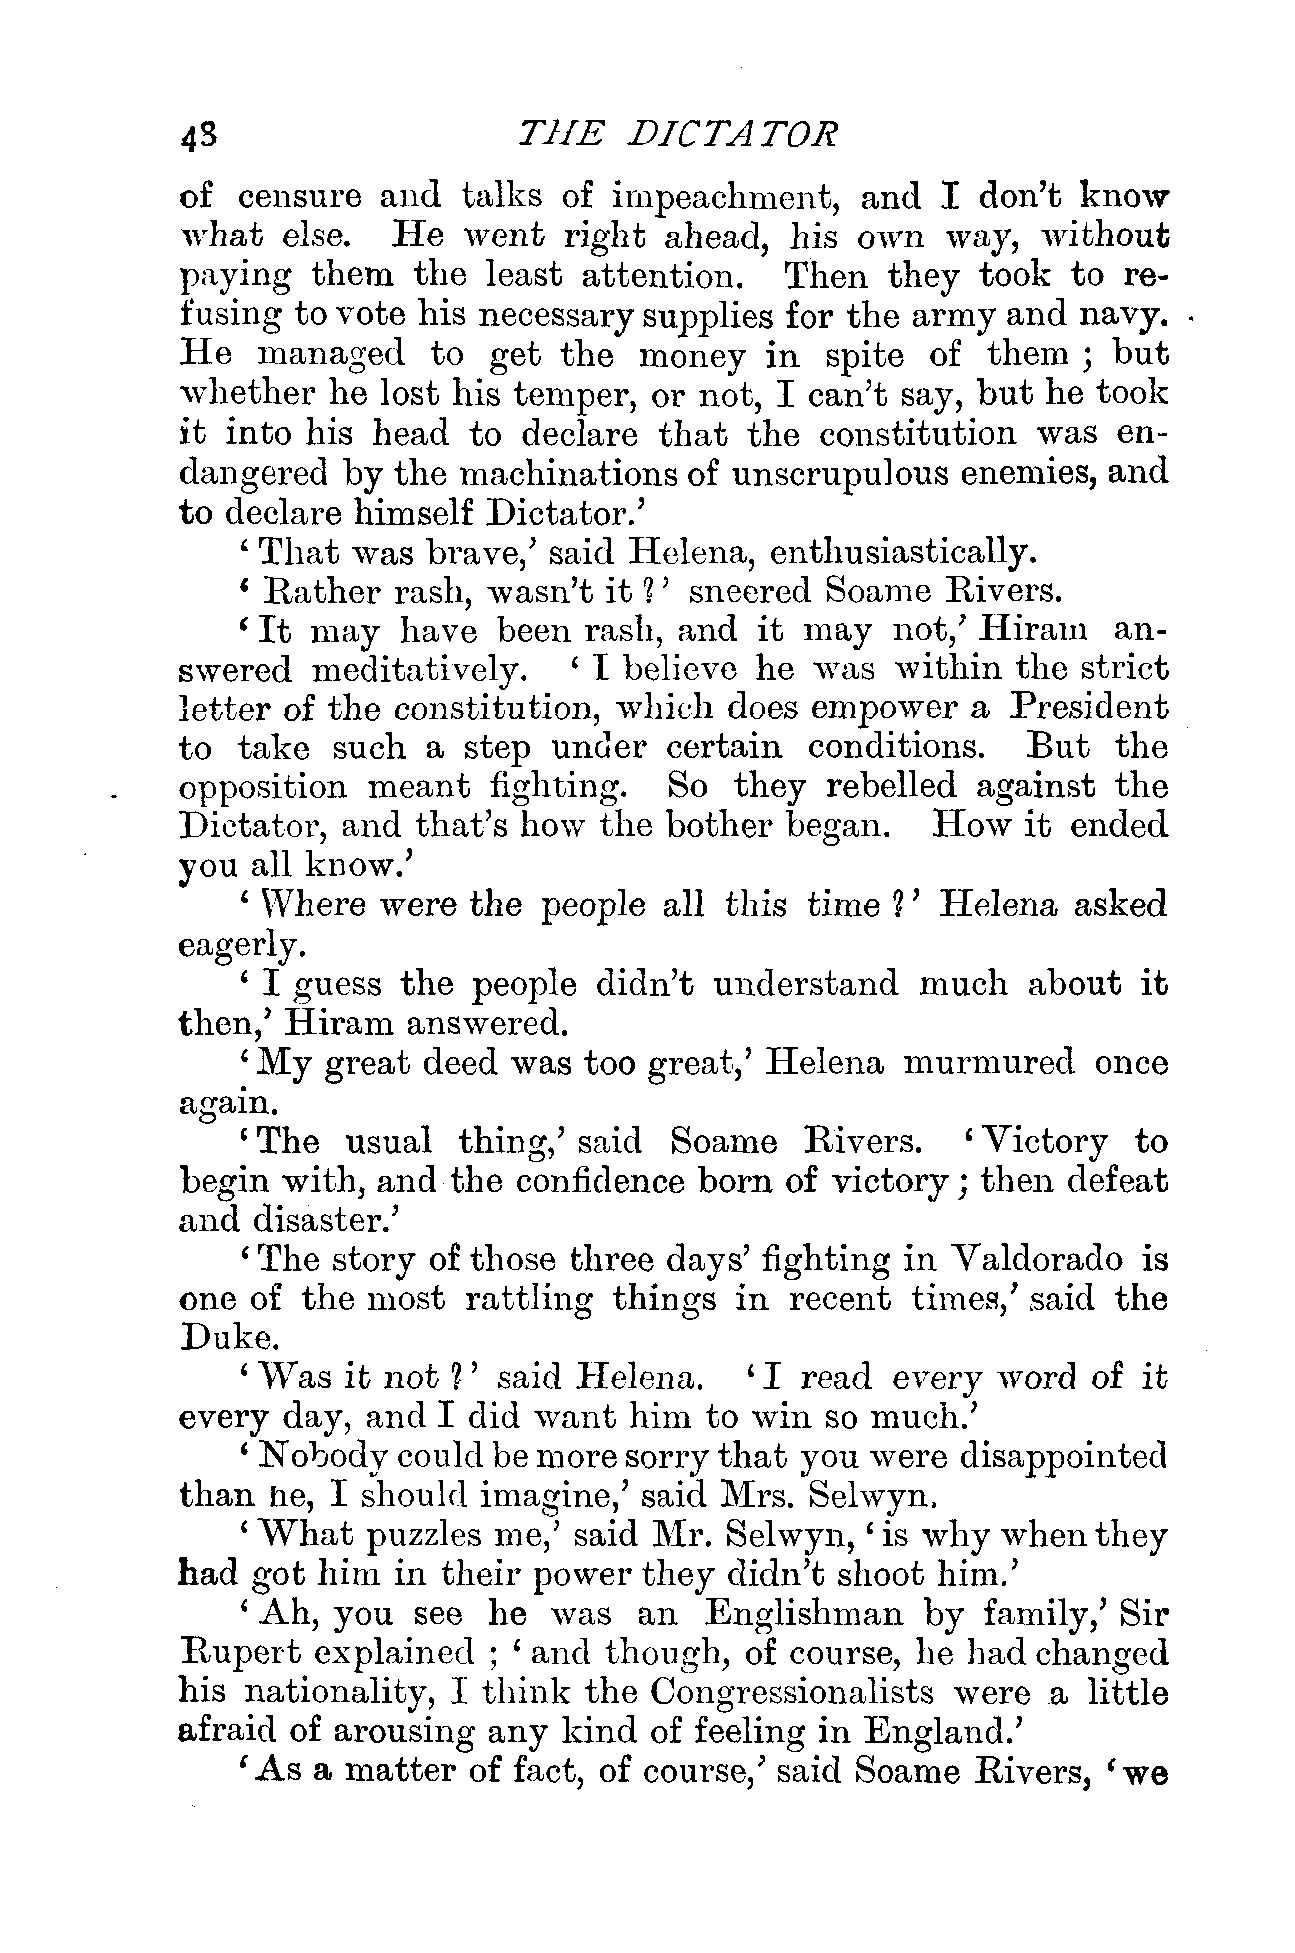 48 THE DICTATOR
of censure and talks of impeachment, and I don't know
what else. He went right ahead, his own way, without
paying them the least attention. Then they took to re-
fusing to vote his necessary supplies for the army and navy.
He managed to get the money in spite of them ; but
whether he lost his temper, or not, I can't say, but he took
it into his head to declare that the constitution was en-
dangered by the machinations of unscrupulous enemies, and
to declare himself Dictator.'
‘ That was brave,’ said Helena, enthusiastically.
‘ Rather rash, wasn't it ?’ sneered Soame Rivers.
‘ It may have been rash, and it may not,’ Hiram an-
swered meditatively. ‘ I believe he was within the strict
letter of the constitution, which does empower a President
to take such a step under certain conditions. But the
opposition meant fighting. So they rebelled against the
Dictator, and that's how the bother began. How it ended
you all know.’
‘ Where were the people all this time ?’ Helena asked
eagerly.
‘ I guess the people didn't understand much about it
then,’ Hiram answered.
‘ My great deed was too great,’ Helena murmured once
again.
‘ The usual thing,’ said Soame Rivers. ‘ Victory to
begin with, and the confidence born of victory ; then defeat
and disaster.’
‘ The story of those three days’ fighting in Valdorado is
one of the most rattling things in recent times,’ said the
Duke.
‘ Was it not ?’ said Helena. ‘ I read every word of it
every day, and I did want him to win so much.’
‘ Nobody could be more sorry that you were disappointed
than he, I should imagine,’ said Mrs. Selwyn.
‘ What puzzles me,’ said Mr. Selwyn, ‘ is why when they
had got him in their power they didn't shoot him.’
‘ Ah, you see he was an Englishman by family,’ Sir
Rupert explained ; ‘ and though, of course, he had changed
his nationality, I think the Congressionalists were a little
afraid of arousing any kind of feeling in England.’
‘ As a matter of fact, of course,’ said Soame Rivers, ‘ we